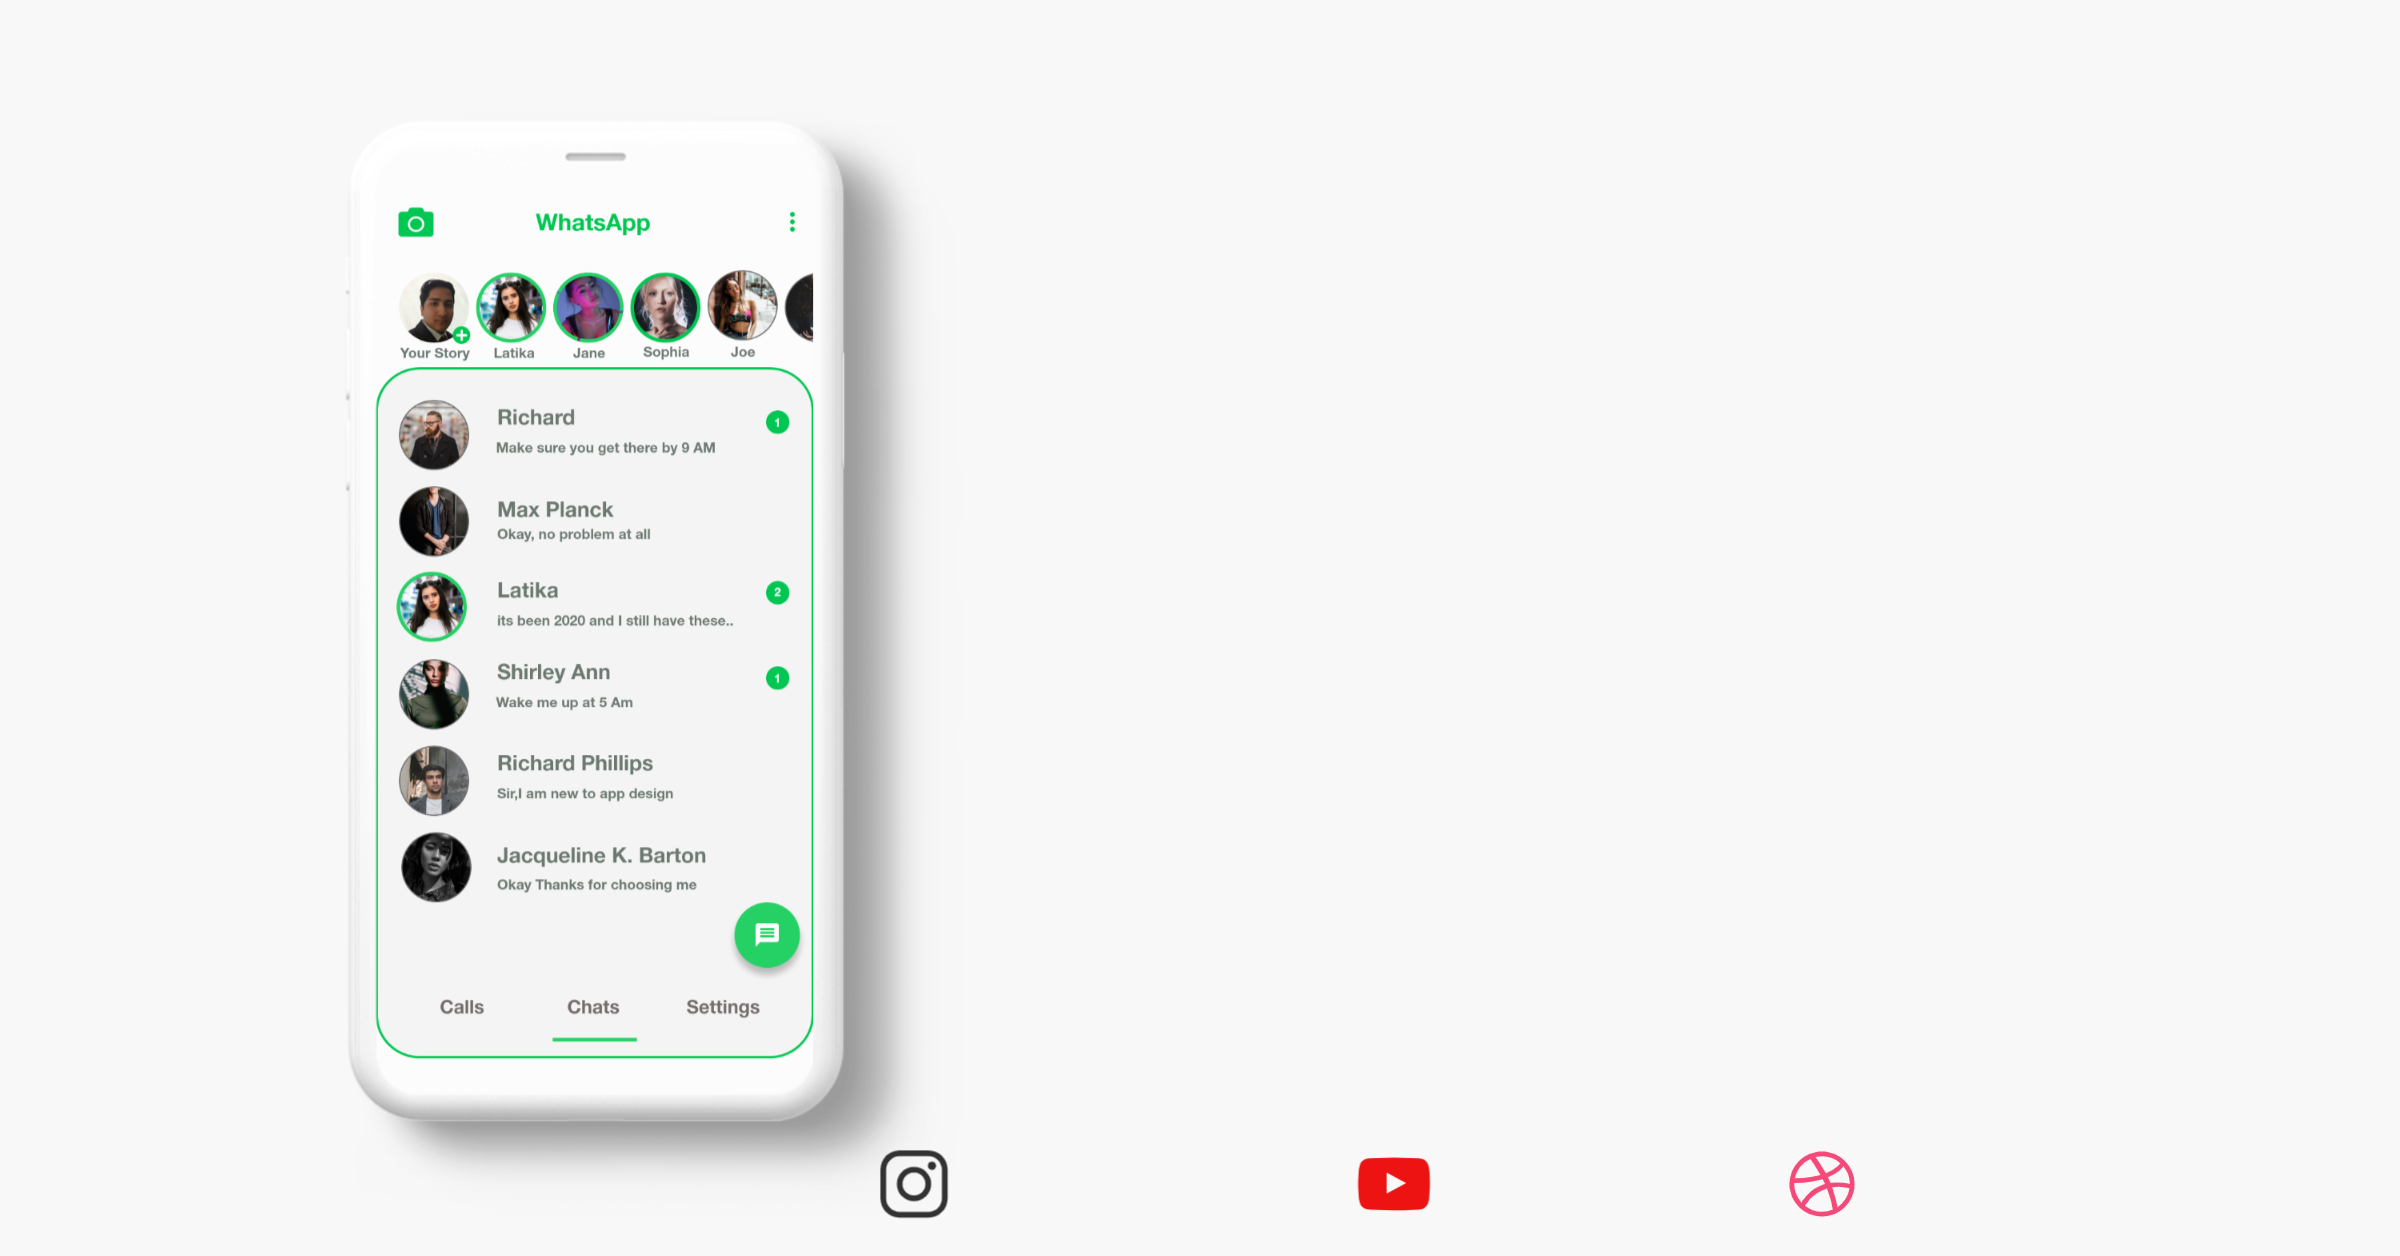 WhatsApp
Your Story
Latika
Jane
Sophia
Joe
Richard
1
Make sure you get there by 9 AM
Max Planck
Okay, no problem at all
Latika
2
its been 2020 and I still have these..
Shirley Ann
1
Wake me up at 5 Am
Richard Phillips
Sir,I am new to app design
Jacqueline K. Barton
Okay Thanks for choosing me
Calls Chats Settings